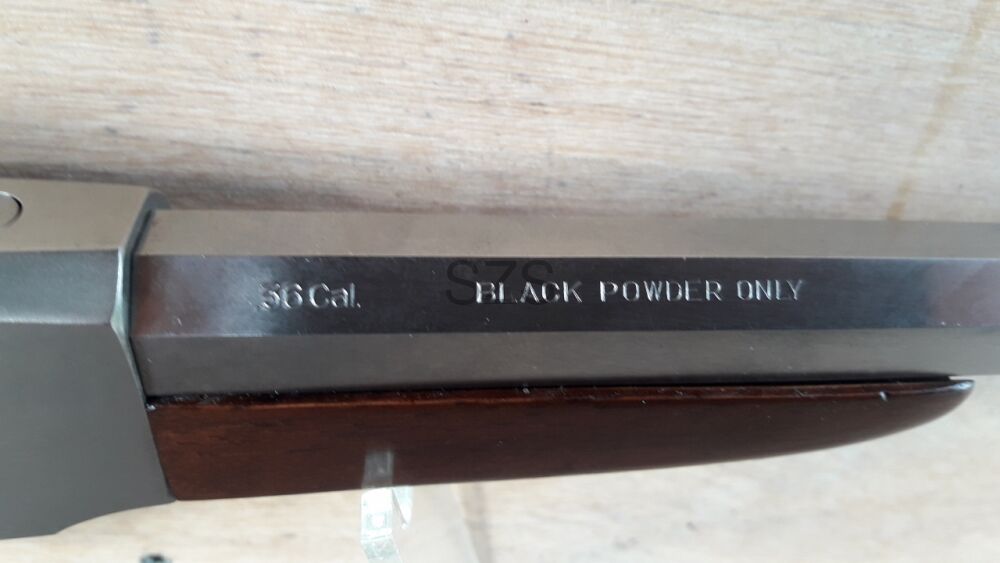 .36 Cal. BLACK POWDER ONLY
SZS